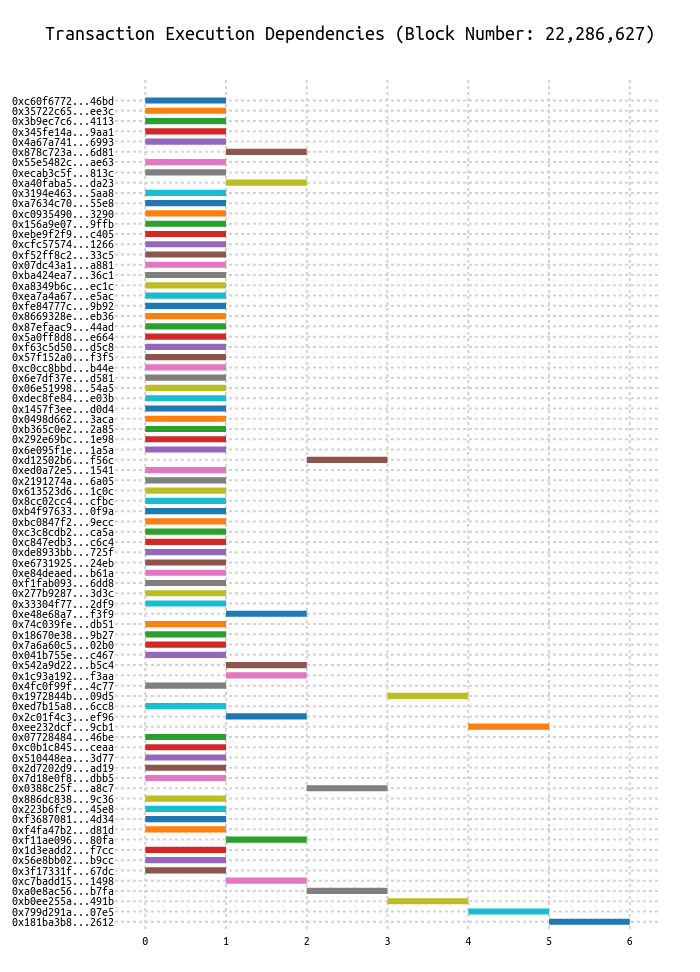 Transaction Execution Dependencies (Block Number: 22,286,627)
0xc60f6772...46bd
0x35722c65...ee3c
0x3b9ec7c6...4113
0x345fe14a...9aa1
0x4a67a741...6993
0x878c723a...6d81
0x55e5482c...ae63
0xecab3c5f...813c
0xa40faba5...da23
0x3194e463...5aa8
0xa7634c70...55e8
0xc0935490...3290
0x156a9e07...9ffb
0xebe9f2f9...c405
0xcfc57574...1266
0xf52ff8c2...33c5
0x07dc43a1...a881
0xba424ea7...36c1
0xa8349b6c...ec1c
0xea7a4a67...e5ac
0xfe84777c...9b92
0x8669328e...eb36
0x87efaac9...44ad
0x5a0ff8d8...e664
0xf63c5d50...d5c8
0x57f152a0...f3f5
0xc0cc8bbd...b44e
0x6e7df37e...d581
0x06e51998...54a5
0xdec8fe84...e03b
0x1457f3ee...d0d4
0x0498d662...3aca
0xb365c0e2...2a85
0x292e69bc...1e98
0x6e095f1e...1a5a
0xd12502b6...f56c
0xed0a72e5...1541
0x2191274a...6a05
0x613523d6...1c0c
0x8cc02cc4...cfbc
0xb4f97633...0f9a
0xbc0847f2...9ecc
0xc3c8cdb2...ca5a
0xc847edb3...c6c4
0xde8933bb...725f
0xe6731925...24eb
0xe84deaed...b61a
0xf1fab093...6dd8
0x277b9287...3d3c
0x33304f77...2df9
0xe48e68a7...f3f9
0x74c039fe...db51
0x18670e38...9b27
0x7a6a60c5...02b0
0x041b755e...c467
0x542a9d22...b5c4
0x1c93a192...f3aa
0x4fc0f99f...4c77
0x1972844b...09d5
0xed7b15a8...6cc8
0x2c01f4c3...ef96
0xee232dcf...9cb1
0x07728484...46be
0xc0b1c845...ceaa
0x510448ea...3d77
0x2d7202d9...ad19
0x7d18e0f8...dbb5
0x0388c25f...a8c7
0x886dc838...9c36
0x223b6fc9...45e8
0xf3687081...4d34
0xf4fa47b2...d81d
0xf11ae096...80fa
0x1d3eadd2...f7cc
0x56e8bb02...b9cc
0x3f17331f...67dc
0xc7badd15...1498
0xa0e8ac56...b7fa
0xb0ee255a...491b
0x799d291a...07e5
0x181ba3b8...2612
0 1 2 3 4 5 6